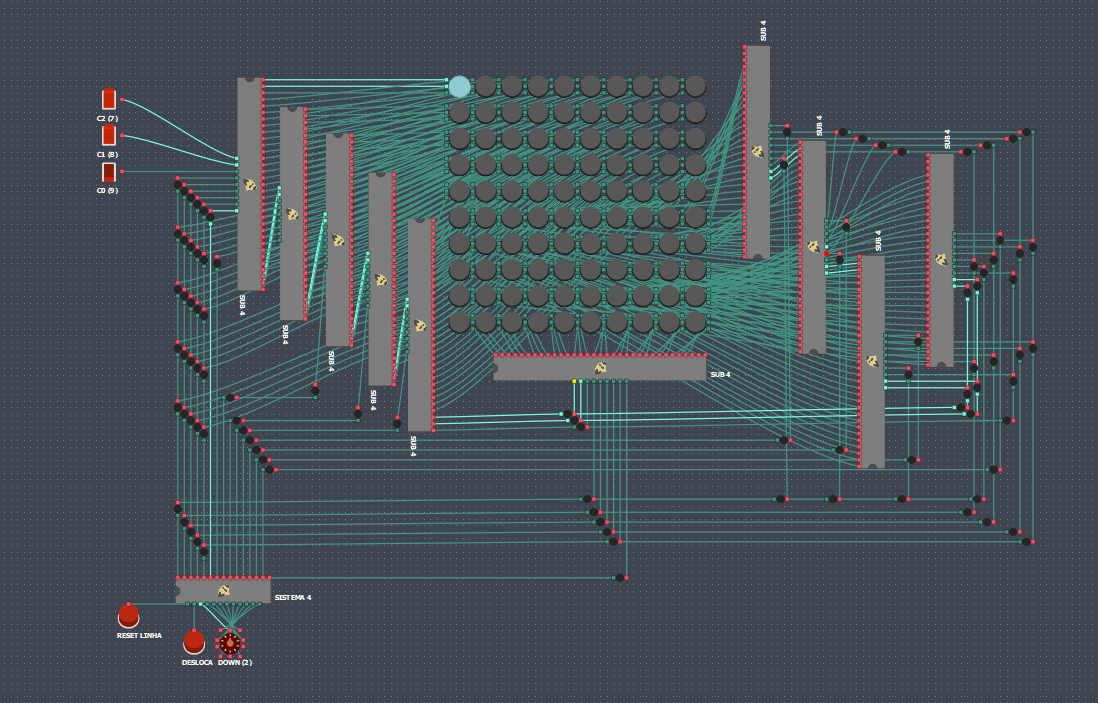 SUB 4
C2 (7)
SUB 4
SUB 4
C1 (8)
C0 (9)
SUB 4
SUB 4
SUB 4
SUB 4
SUB 4
SUB 4
SUB 4
SISTEMA 4
RESET LINHA
DESLOCA
DOWN (2)